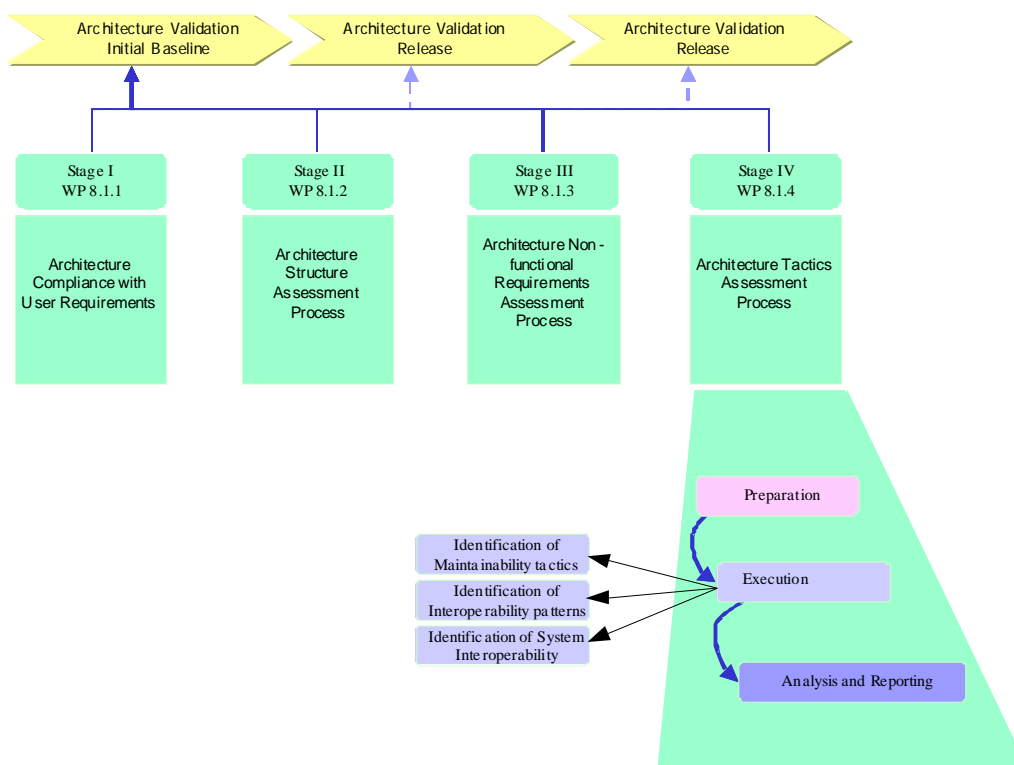 Architecture Validation
Initial Baseline
Architecture Validation
Release
Architecture Validation
Release
Stage I
WP 8.1.1
Stage II
WP 8.1.2
Stage III
WP 8.1.3
Stage IV
WP 8.1.4
Architecture
Compliance with
User Requirements
Architecture
Structure
Assessment
Process
Architecture Non -
functional
Requirements
Assessment
Process
Architecture Tactics
Assessment
Process
Preparation
Identification of
Maintainability tactics
Identification of
Interoperability patterns
Identification of System
Interoperability
Execution
Analysis and Reporting